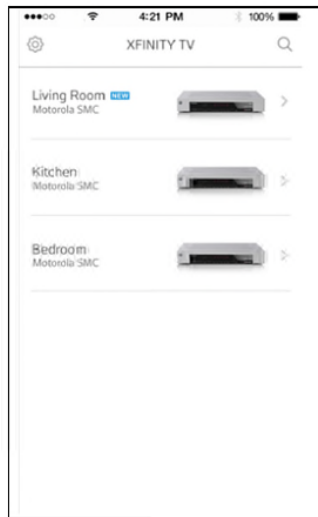 4:21 PM 100%
XFINITY TV
Living Room NEW
Motorola SMC
Kitchen
Motorola SMC
Bedroom
Motorola SMC